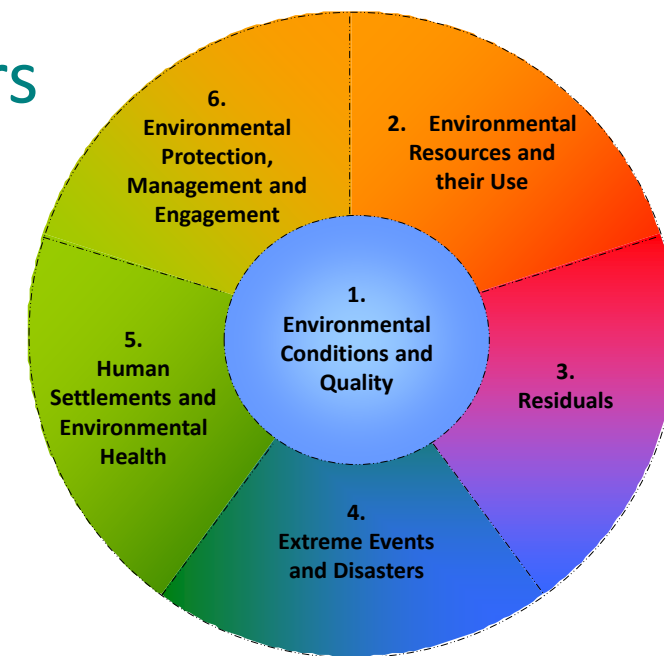 rs
6.
Environmental
Protection,
Management and
Engagement
2. Environmental
Resources and
their Use
1.
Environmental
Conditions and
Quality
3.
Residuals
5.
Human
Settlements and
Environmental
Health
4.
Extreme Events
and Disasters